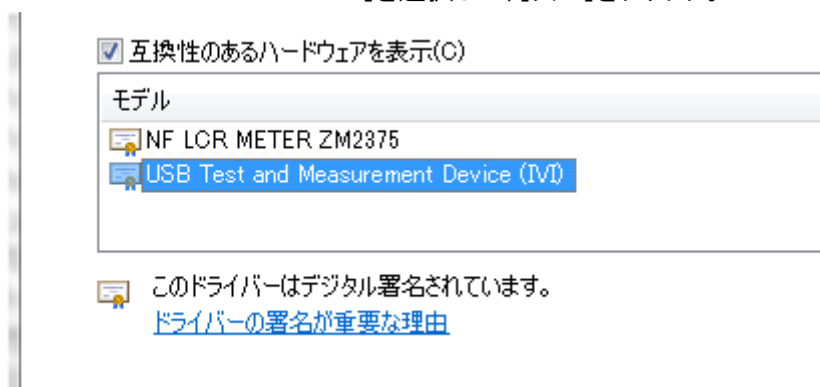 互換性のあるハードウェアを表示(C)
モデル
NF LCR METER ZM2375
USB Test and Measurement Device (IVI)
このドライバーはデジタル署名されています。
ドライバーの署名が重要な理由